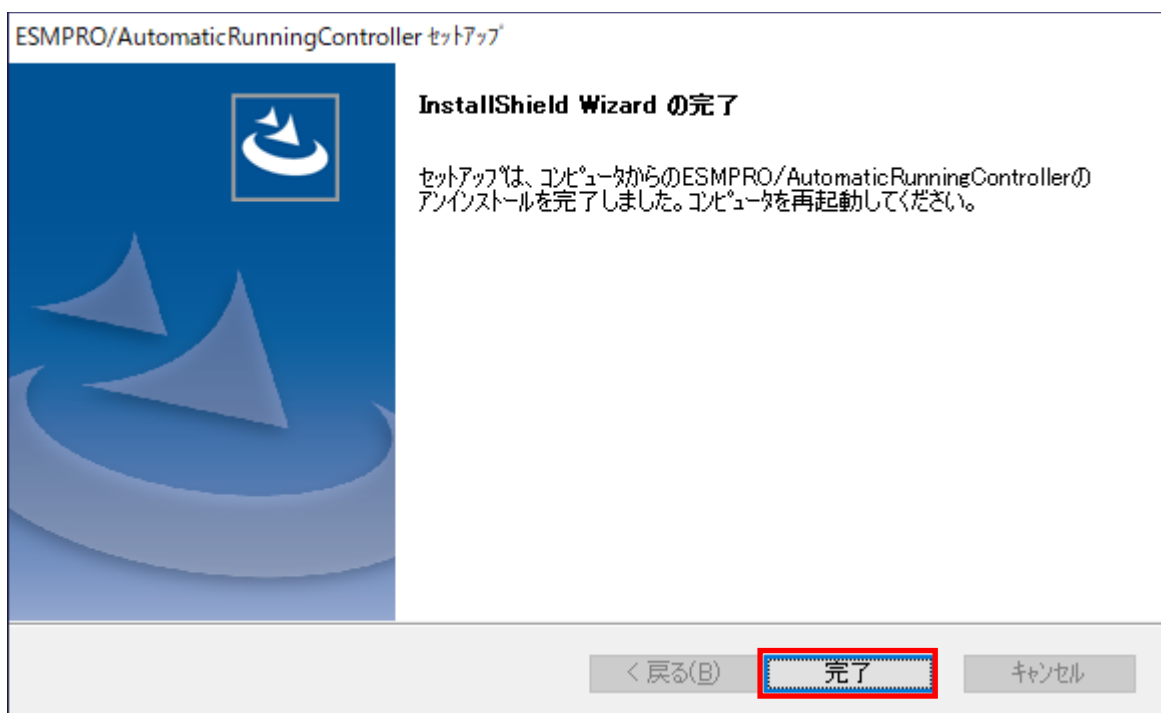 ESMPRO/AutomaticRunningController ｾｯﾄｱｯﾌﾟ
InstallShield Wizard の完了
セットアップは、コンピュータからのESMPRO/AutomaticRunningControllerの
アンインストールを完了しました。コンピュータを再起動してください。
< 戻る(B)
完了
キャンセル